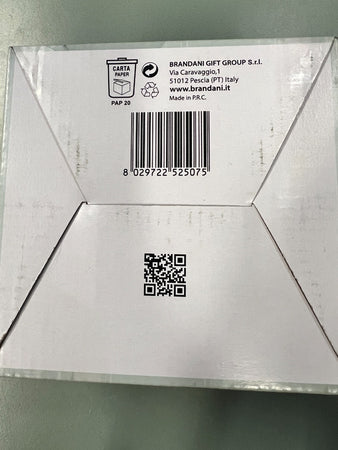 CARTA
PAPER
PAP 20
BRANDANI GIFT GROUP S.r.l.
Via Caravaggio,1
51012 Pescia (PT) Italy
www.brandani.it
Made in P.R.C.
8 029722 525075